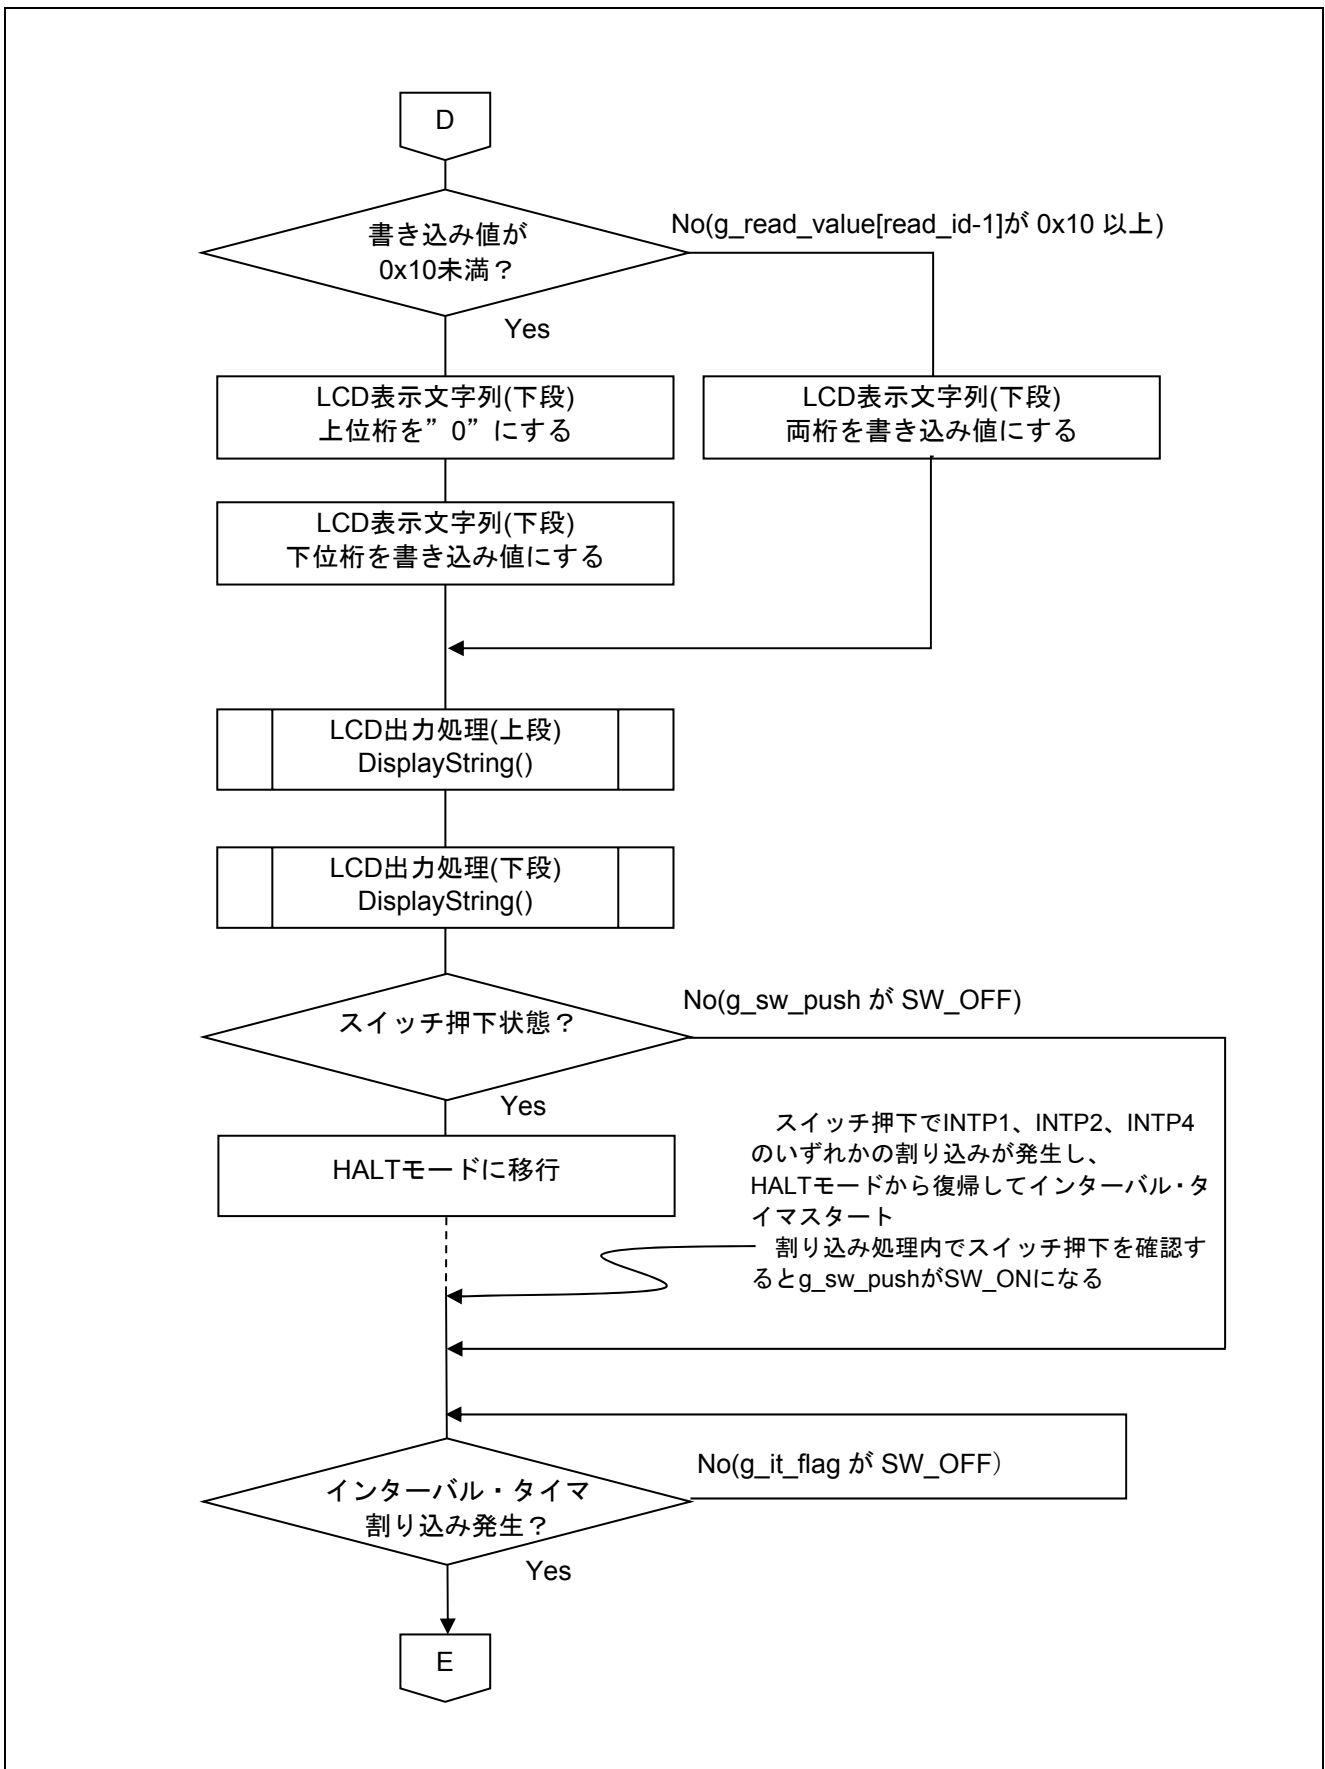 D
書き込み値が
0x10未満？
No(g_read_value[read_id-1]が 0x10 以上)
Yes
LCD表示文字列(下段)
上位桁を”0”にする
LCD表示文字列(下段)
両桁を書き込み値にする
LCD表示文字列(下段)
下位桁を書き込み値にする
LCD出力処理(上段)
DisplayString()
LCD出力処理(下段)
DisplayString()
スイッチ押下状態？
No(g_sw_push が SW_OFF)
Yes
HALTモードに移行
スイッチ押下でINTP1、INTP2、INTP4
のいずれかの割り込みが発生し、
HALTモードから復帰してインターバル・タ
イマスタート
割り込み処理内でスイッチ押下を確認す
るとg_sw_pushがSW_ONになる
インターバル・タイマ
割り込み発生？
No(g_it_flag が SW_OFF）
Yes
E